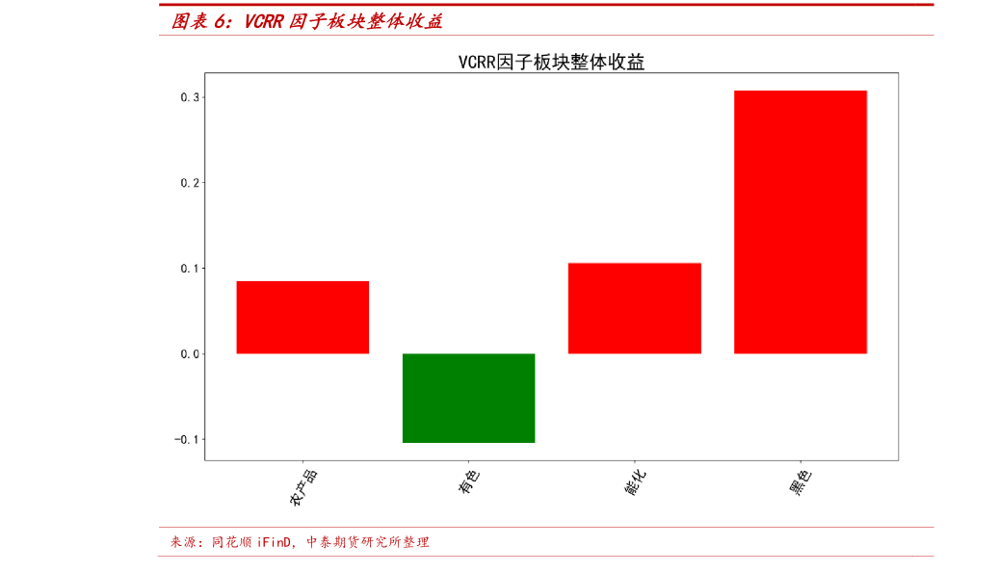 图表 6：VCRR 因子板块整体收益
VCRR因子板块整体收益
0.3
0.2
0.1
0.0
−0.1
农产品
有色
能化
黑色
来源：同花顺 iFinD，中泰期货研究所整理